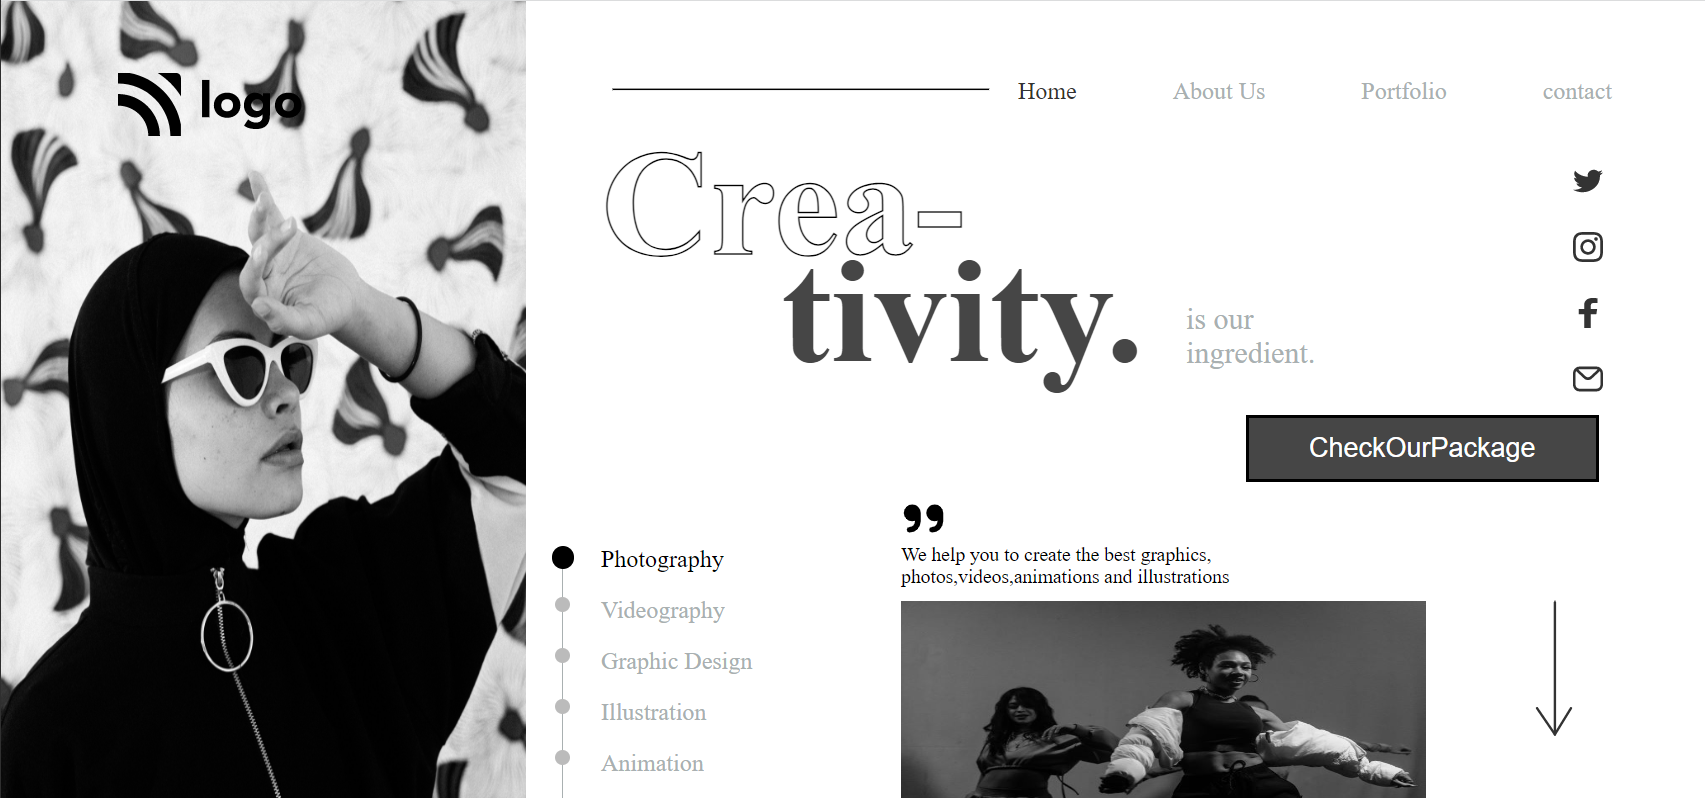 logo
Home About Us Portfolio contact
Crea-
tivity.
is our
ingredient.
CheckOurPackage
❟❟
We help you to create the best graphics,
photos,videos,animations and illustrations
Photography
Videography
Graphic Design
Illustration
Animation